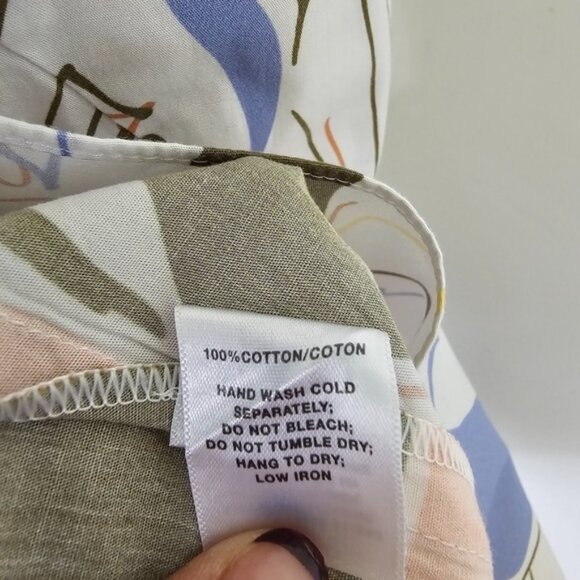 100%COTTON/COTON
HAND WASH COLD
SEPARATELY;
DO NOT BLEACH;
DO NOT TUMBLE DRY;
HANG TO DRY;
LOW IRON